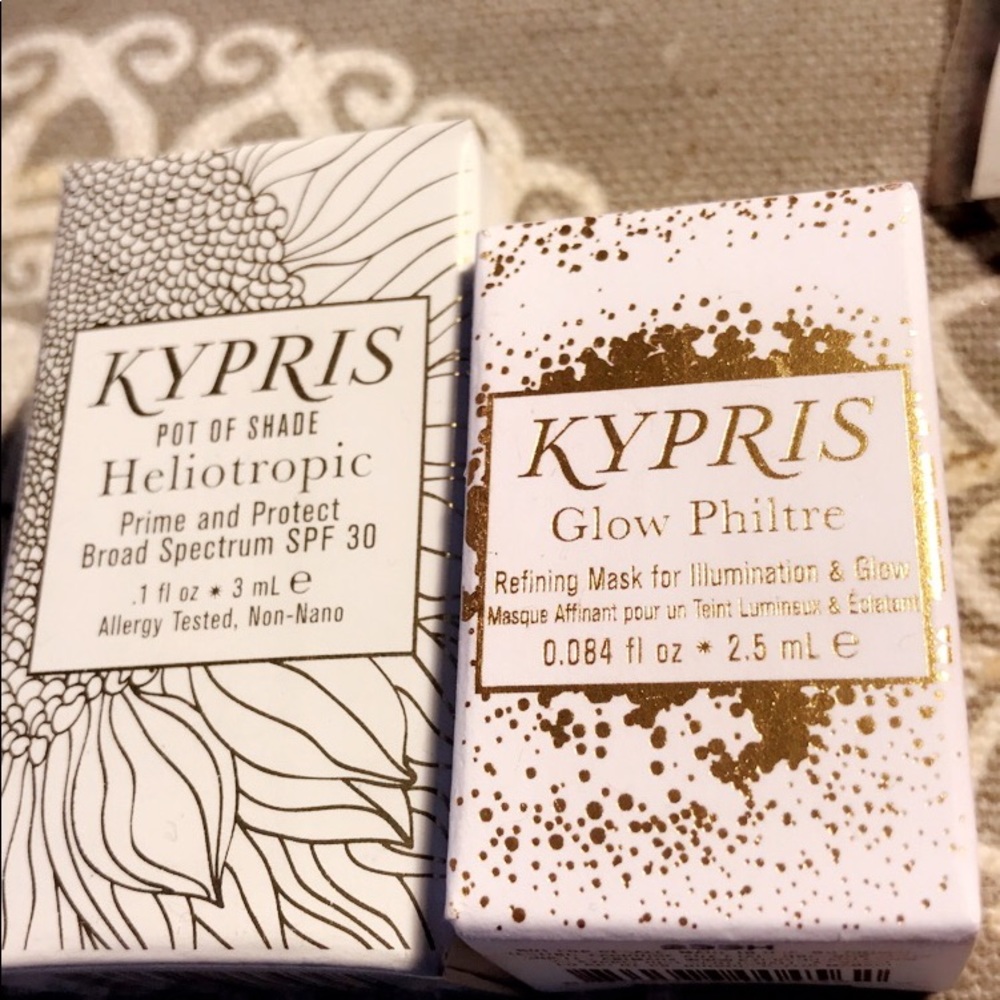 KYPRIS
POT OF SHADE
Heliotropic
Prime and Protect
Broad Spectrum SPF 30
.1 fl oz * 3 mL e
Allergy Tested, Non-Nano
KYPRIS
Glow Philtre
Refining Mask for Illumination & Glow
Masque Affinant pour un Teint Lumineux & Éclatant
0.084 fl oz * 2.5 mL e